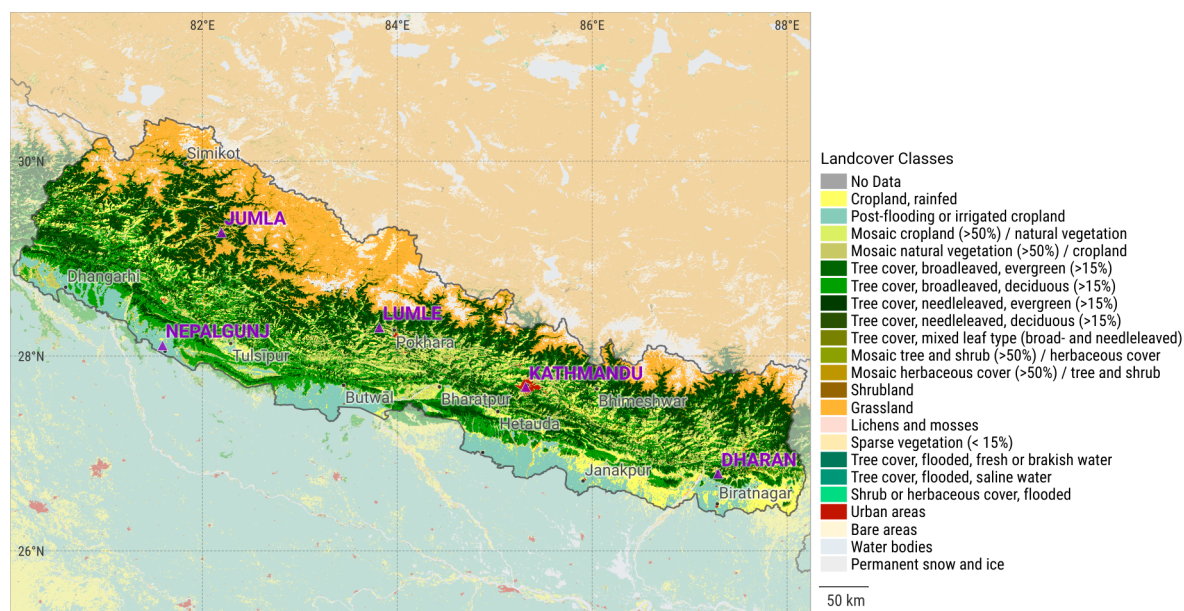 82°E
84°E
86°E
88°E
30°N
28°N
26°N
Simikot
JUMLA
Dhangarhi
LUMLE
NEPALGUNJ
Pokhara
Tulsipur
KATHMANDU
Butwal
Bharatpur
Bhimeshwar
Hetauda
DHARAN
Janakpur
Biratnagar
Landcover Classes
No Data
Cropland, rainfed
Post-flooding or irrigated cropland
Mosaic cropland (>50%) / natural vegetation
Mosaic natural vegetation (>50%) / cropland
Tree cover, broadleaved, evergreen (>15%)
Tree cover, broadleaved, deciduous (>15%)
Tree cover, needleleaved, evergreen (>15%)
Tree cover, needleleaved, deciduous (>15%)
Tree cover, mixed leaf type (broad- and needleleaved)
Mosaic tree and shrub (>50%) / herbaceous cover
Mosaic herbaceous cover (>50%) / tree and shrub
Shrubland
Grassland
Lichens and mosses
Sparse vegetation (< 15%)
Tree cover, flooded, fresh or brakish water
Tree cover, flooded, saline water
Shrub or herbaceous cover, flooded
Urban areas
Bare areas
Water bodies
Permanent snow and ice
50 km